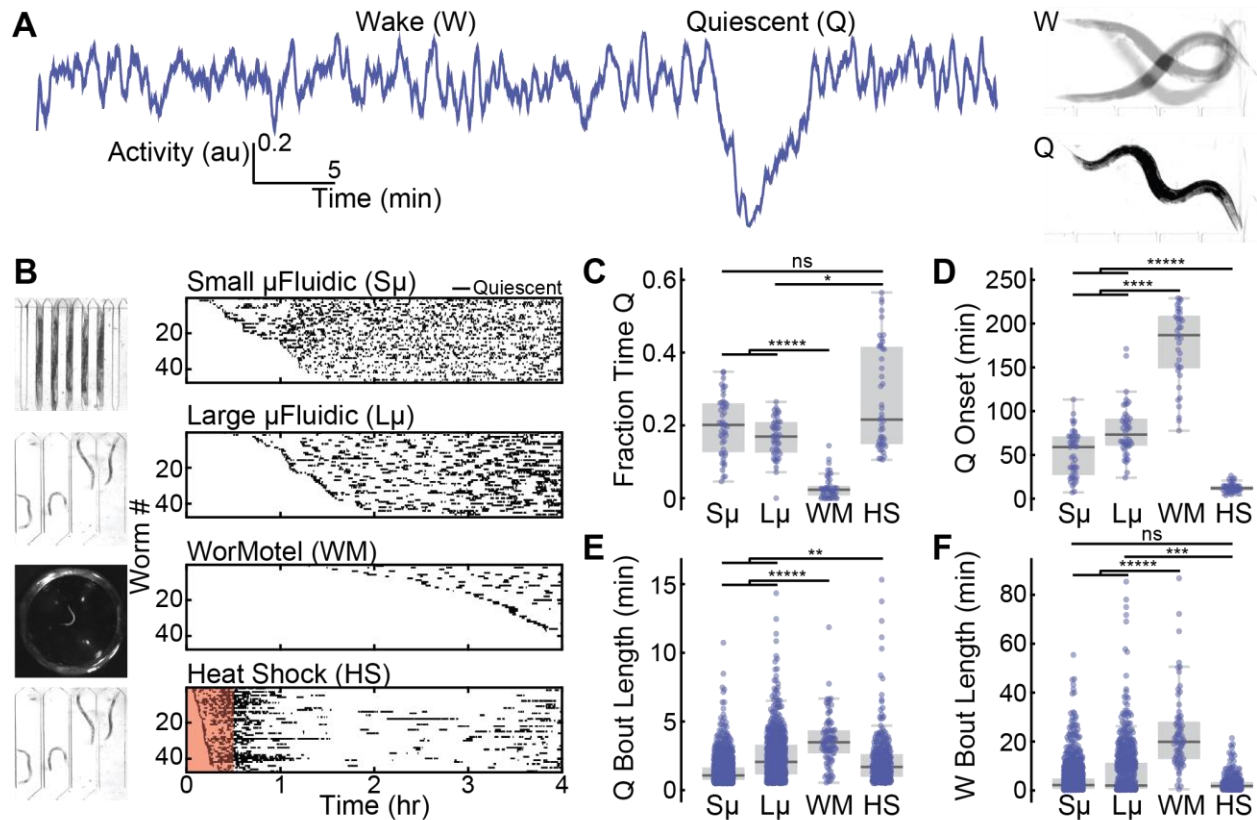 A
Wake (W)
Quiescent (Q)
W
Activity (au)
0.2
5
Time (min)
Q
B
Small µFluidic (Sµ)
Quiescent
20
40
Large µFluidic (Lµ)
20
40
WorMotel (WM)
20
40
Heat Shock (HS)
20
40
0 1 2 3 4
Time (hr)
Worm #
C
ns
*
*****
0.6
0.4
0.2
0
Fraction Time Q
Sµ Lµ WM HS
D
*****
****
250
200
150
100
50
0
Q Onset (min)
Sµ Lµ WM HS
E
**
*****
15
10
5
0
Q Bout Length (min)
Sµ Lµ WM HS
F
ns
***
*****
80
60
40
20
0
W Bout Length (min)
Sµ Lµ WM HS